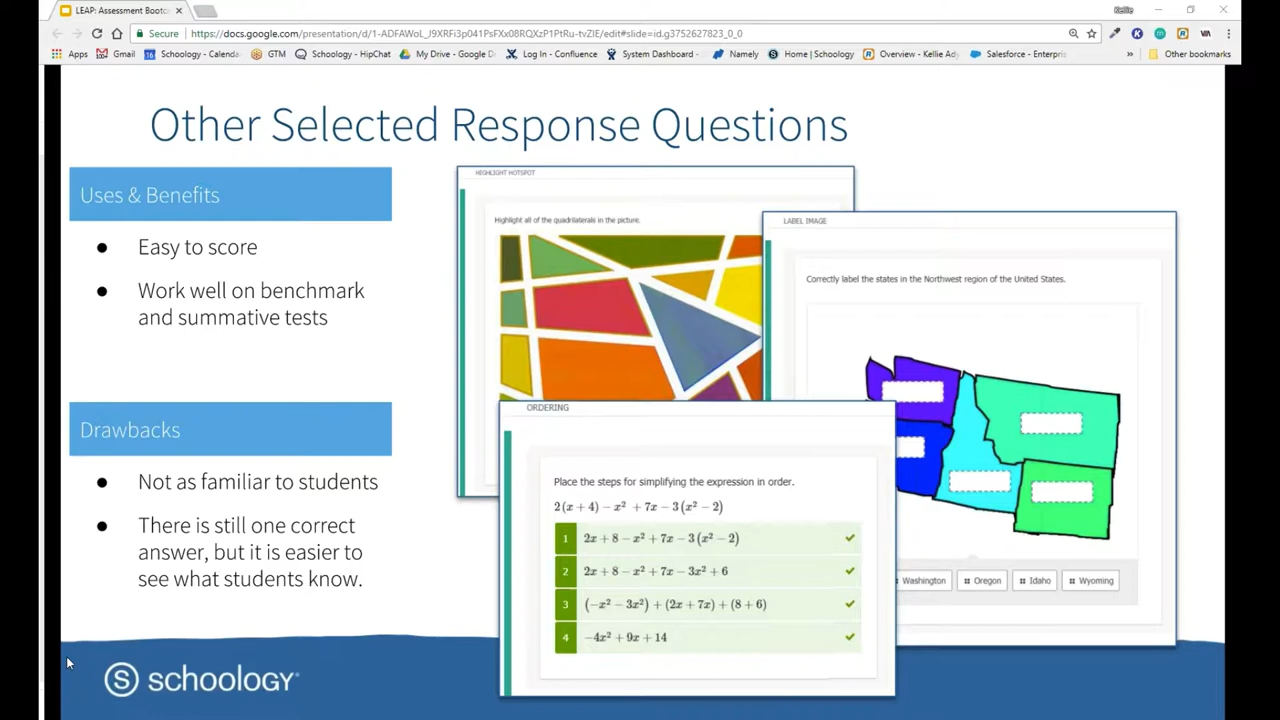 LEAP: Assessment Bootc
Kellie
Secure
https://docs.google.com/presentation/d/1-ADFAWoL_J9XRFi3p041PsFXx08RQXzP1PtRu-tvZIE/edit#slide=id.g3752627823_0_0
Apps
Gmail
Schoology - Calenda
GTM
Schoology - HipChat
My Drive - Google D
Log In - Confluence
System Dashboard -
Namely
Home | Schoology
Overview - Kellie Ady
Salesforce - Enterpris
Other bookmarks
Other Selected Response Questions
Uses & Benefits
● Easy to score
● Work well on benchmark
and summative tests
Drawbacks
● Not as familiar to students
● There is still one correct
answer, but it is easier to
see what students know.
HIGHLIGHT HOTSPOT
Highlight all of the quadrilaterals in the picture.
LABEL IMAGE
Correctly label the states in the Northwest region of the United States.
Washington
Oregon
Idaho
Wyoming
ORDERING
Place the steps for simplifying the expression in order.
2(x + 4) − x² + 7x − 3(x² − 2)
1 2x + 8 − x² + 7x − 3(x² − 2)
2 2x + 8 − x² + 7x − 3x² + 6
3 (−x² − 3x²) + (2x + 7x) + (8 + 6)
4 −4x² + 9x + 14
S schoology